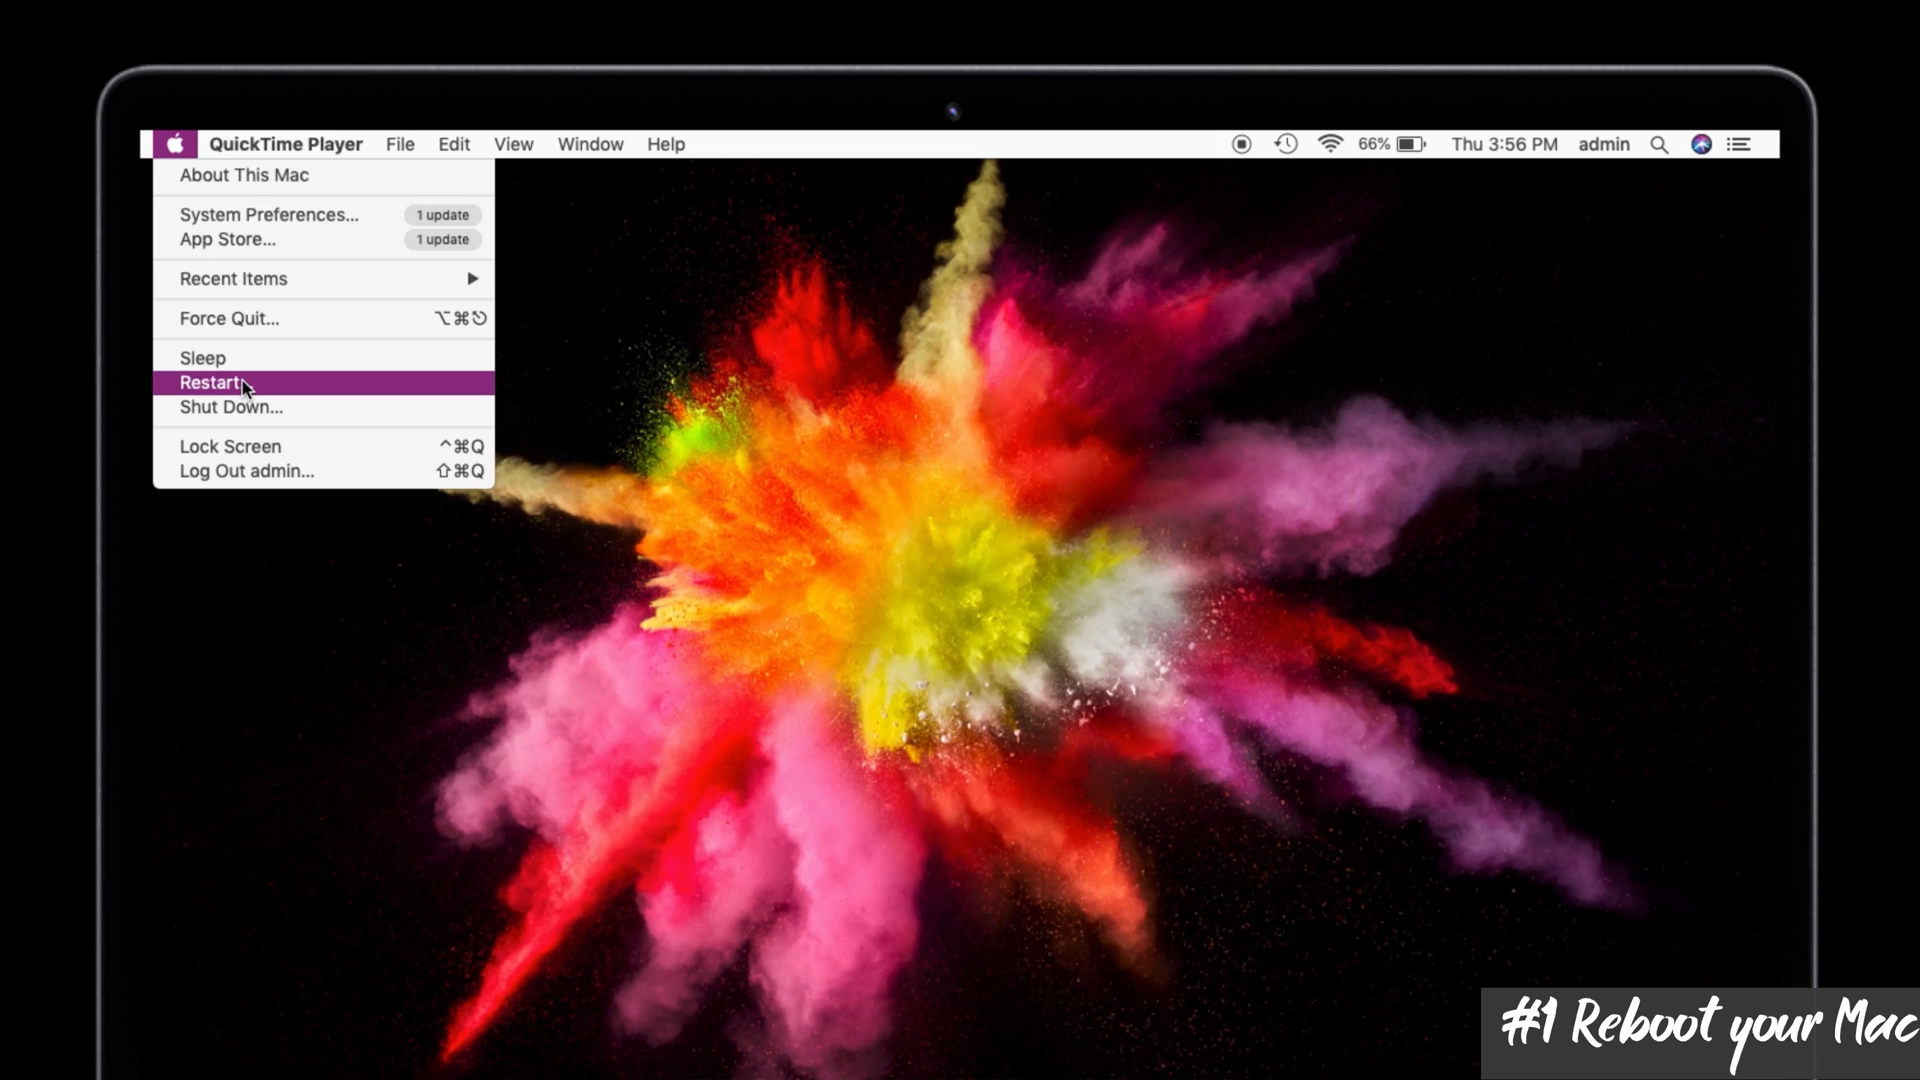 QuickTime Player File Edit View Window Help 66% Thu 3:56 PM admin
About This Mac
System Preferences... 1 update
App Store... 1 update
Recent Items
Force Quit... ⌥⌘⎋
Sleep
Restart
Shut Down...
Lock Screen ^⌘Q
Log Out admin... ⇧⌘Q
#1 Reboot your Mac